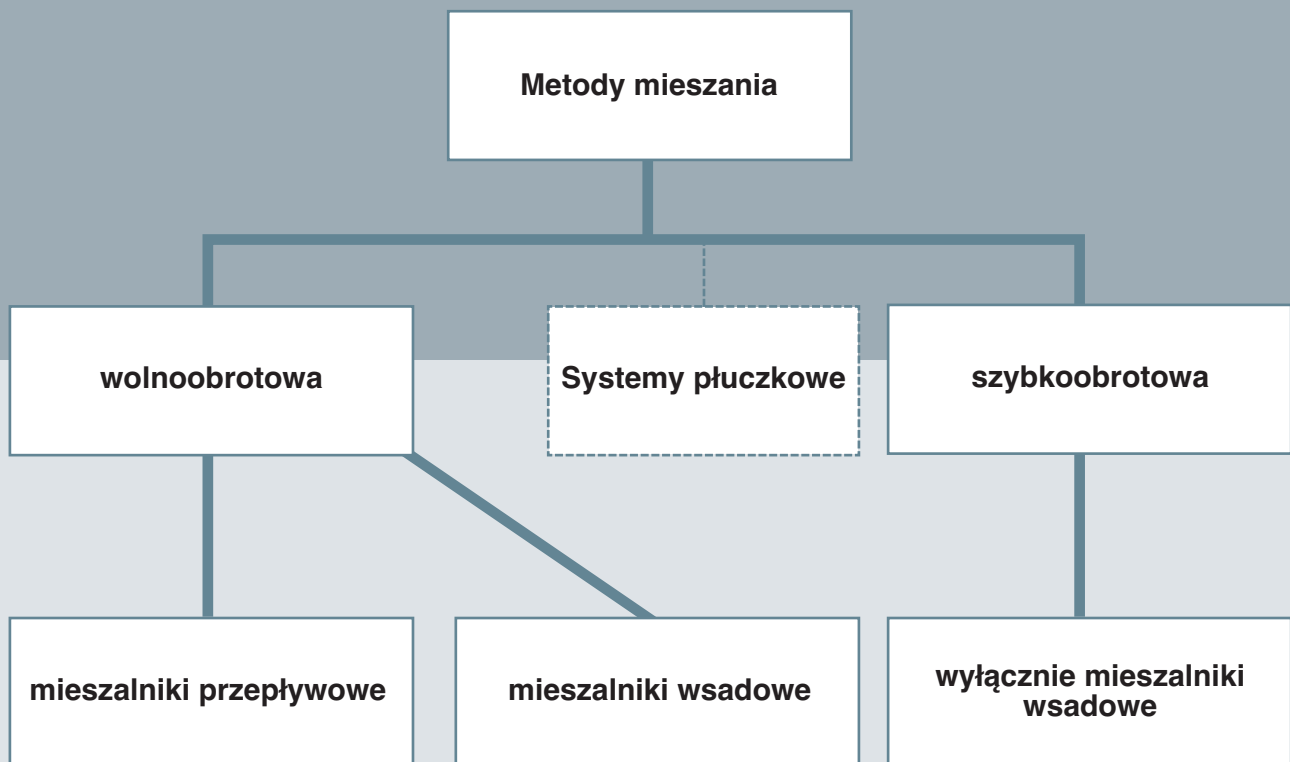 Metody mieszania
wolnoobrotowa
Systemy płuczkowe
szybkoobrotowa
mieszalniki przepływowe
mieszalniki wsadowe
wyłącznie mieszalniki
wsadowe